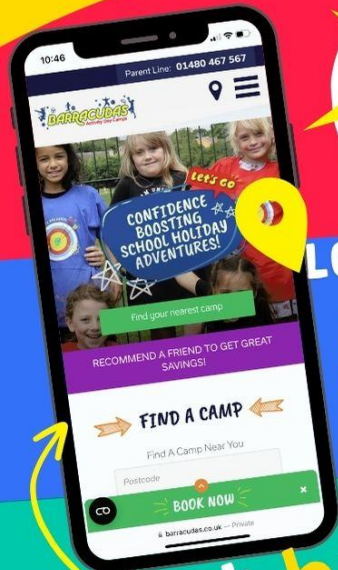 10:46
Parent Line: 01480 467 567
BARRACUDAS
Activity Day Camps
Let's Go
CONFIDENCE
BOOSTING
SCHOOL HOLIDAY
ADVENTURES!
Find your nearest camp
RECOMMEND A FRIEND TO GET GREAT
SAVINGS!
FIND A CAMP
Find A Camp Near You
Postcode
BOOK NOW
×
barracudas.co.uk — Private